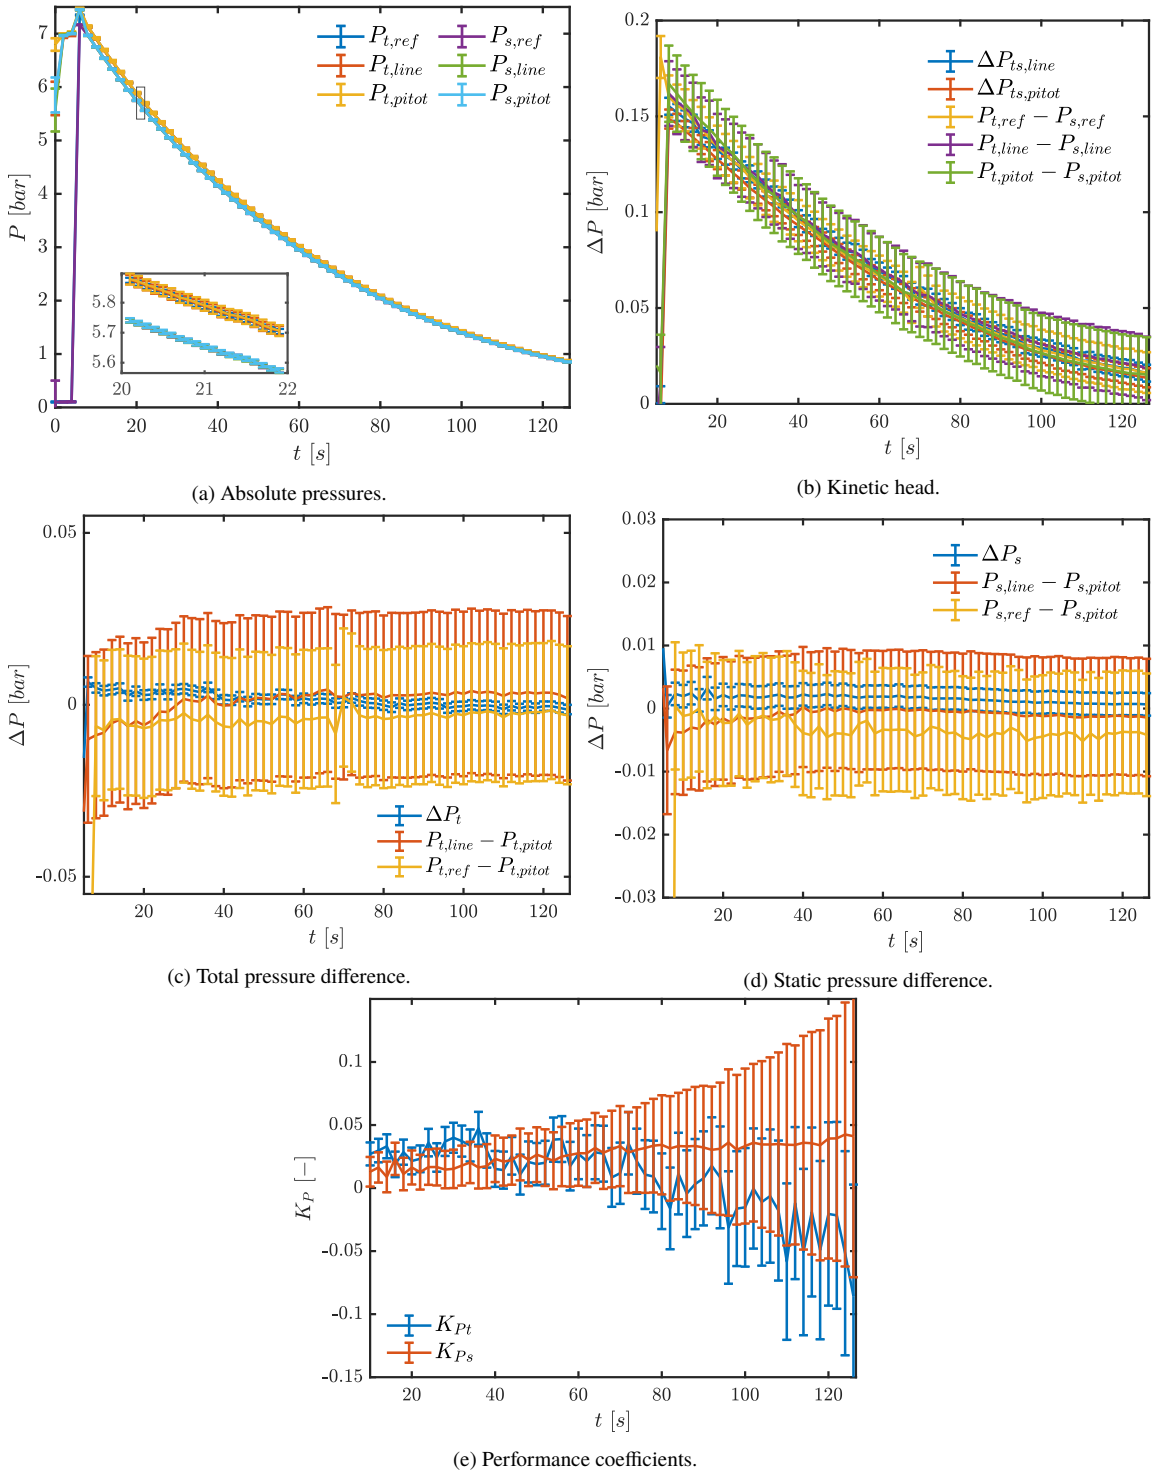 7
6
5
4
3
2
1
0
P [bar]
P_{t,ref}
P_{s,ref}
P_{t,line}
P_{s,line}
P_{t,pitot}
P_{s,pitot}
5.8
5.7
5.6
20
21
22
0
20
40
60
80
100
120
t [s]
(a) Absolute pressures.
0.2
0.15
0.1
0.05
0
ΔP [bar]
ΔP_{ts,line}
ΔP_{ts,pitot}
P_{t,ref} − P_{s,ref}
P_{t,line} − P_{s,line}
P_{t,pitot} − P_{s,pitot}
20
40
60
80
100
120
t [s]
(b) Kinetic head.
0.05
0
-0.05
ΔP [bar]
ΔP_t
P_{t,line} − P_{t,pitot}
P_{t,ref} − P_{t,pitot}
20
40
60
80
100
120
t [s]
(c) Total pressure difference.
0.03
0.02
0.01
0
-0.01
-0.02
-0.03
ΔP [bar]
ΔP_s
P_{s,line} − P_{s,pitot}
P_{s,ref} − P_{s,pitot}
20
40
60
80
100
120
t [s]
(d) Static pressure difference.
0.1
0.05
0
-0.05
-0.1
-0.15
K_P [−]
K_{Pt}
K_{Ps}
20
40
60
80
100
120
t [s]
(e) Performance coefficients.